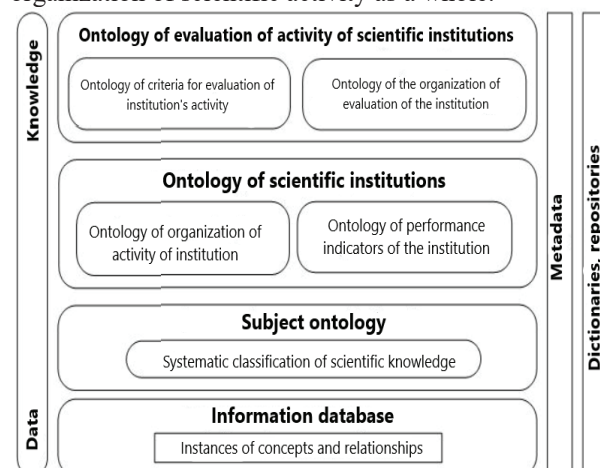 organization of scientific activity as a whole.
Knowledge
Ontology of evaluation of activity of scientific institutions
Ontology of criteria for evaluation of
institution's activity
Ontology of the organization of
evaluation of the institution
Ontology of scientific institutions
Ontology of organization of
activity of institution
Ontology of performance
indicators of the institution
Subject ontology
Systematic classification of scientific knowledge
Data
Information database
Instances of concepts and relationships
Metadata
Dictionaries, repositories